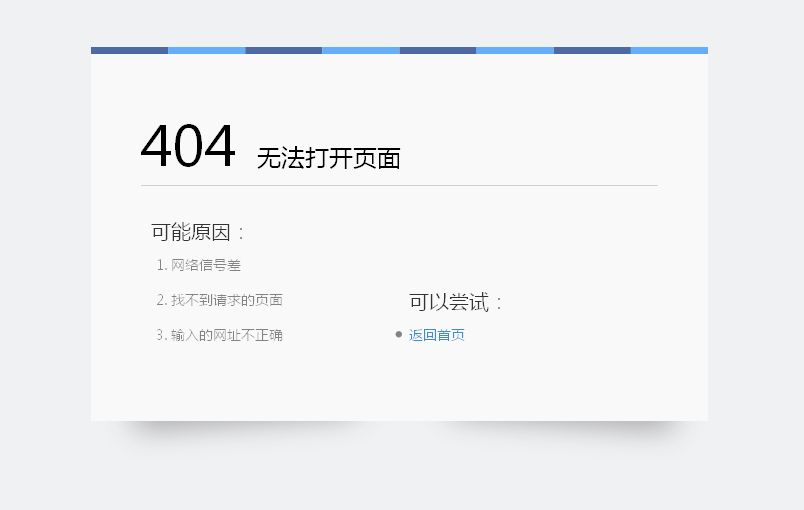 404 无法打开页面
可能原因：
1. 网络信号差
2. 找不到请求的页面
3. 输入的网址不正确
可以尝试：
返回首页